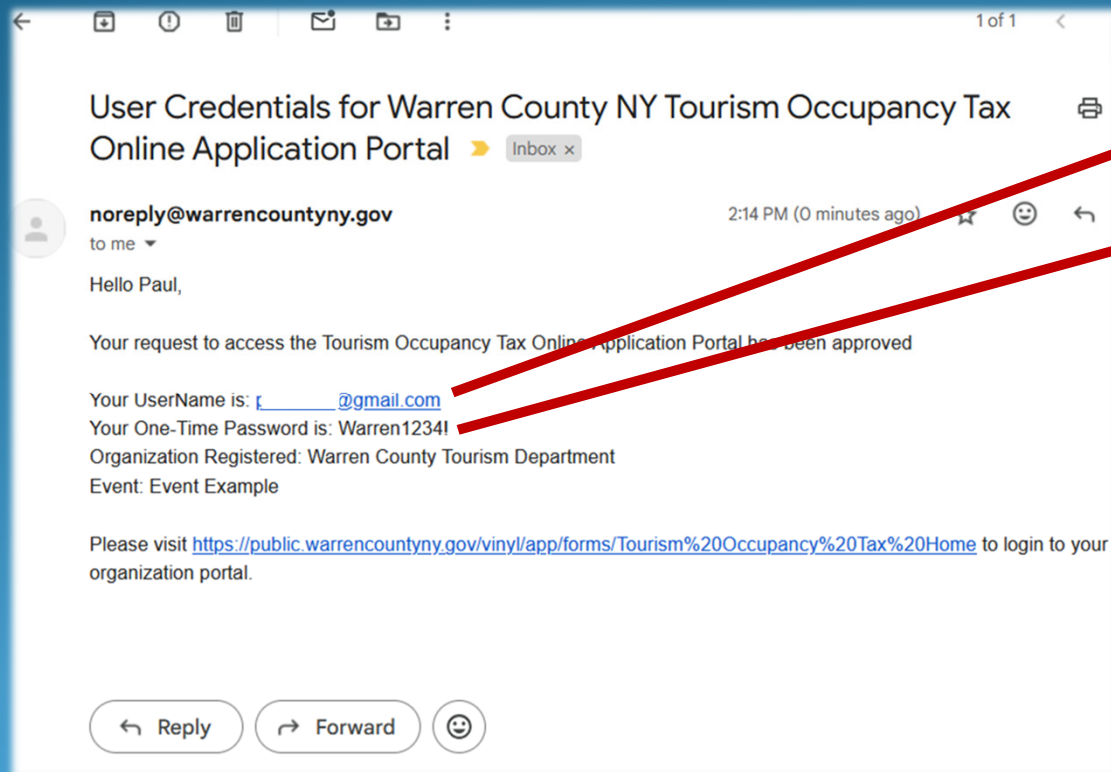 1 of 1
User Credentials for Warren County NY Tourism Occupancy Tax
Online Application Portal Inbox ×
noreply@warrencountyny.gov 2:14 PM (0 minutes ago)
to me
Hello Paul,
Your request to access the Tourism Occupancy Tax Online Application Portal has been approved
Your UserName is: p @gmail.com
Your One-Time Password is: Warren1234!
Organization Registered: Warren County Tourism Department
Event: Event Example
Please visit https://public.warrencountyny.gov/vinyl/app/forms/Tourism%20Occupancy%20Tax%20Home to login to your
organization portal.
Reply Forward